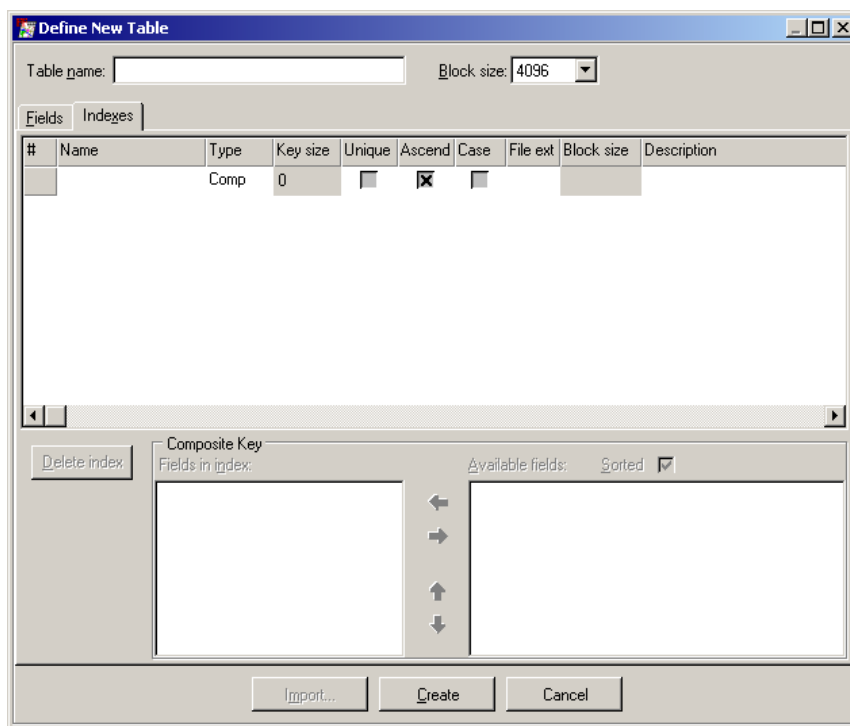 Define New Table
Table name: Block size: 4096
Fields Indexes
# Name Type Key size Unique Ascend Case File ext Block size Description
Comp 0
Composite Key
Delete index Fields in index: Available fields: Sorted
Import... Create Cancel